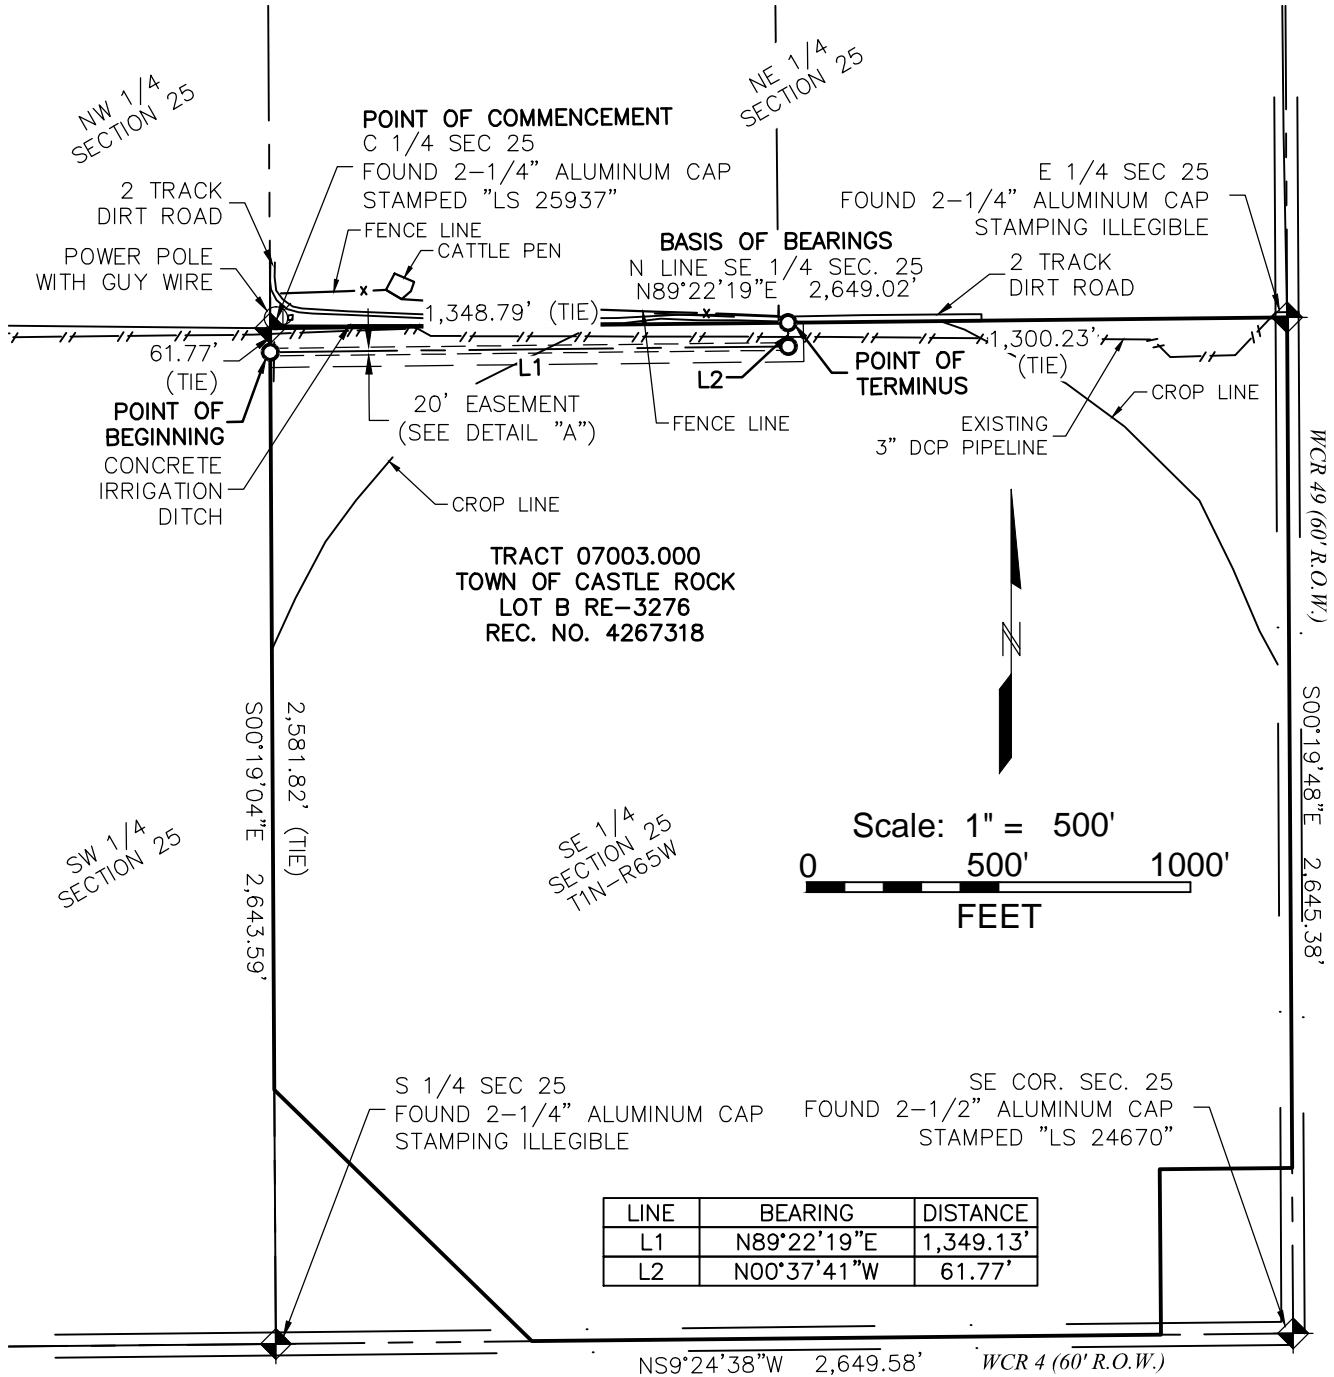 NW 1/4
SECTION 25
NE 1/4
SECTION 25
POINT OF COMMENCEMENT
C 1/4 SEC 25
FOUND 2-1/4" ALUMINUM CAP
STAMPED "LS 25937"
2 TRACK
DIRT ROAD
FENCE LINE
CATTLE PEN
POWER POLE
WITH GUY WIRE
E 1/4 SEC 25
FOUND 2-1/4" ALUMINUM CAP
STAMPING ILLEGIBLE
BASIS OF BEARINGS
N LINE SE 1/4 SEC. 25
N89°22'19"E 2,649.02'
2 TRACK
DIRT ROAD
1,348.79' (TIE)
61.77'
(TIE)
L1
L2
1,300.23'
(TIE)
POINT OF
TERMINUS
POINT OF
BEGINNING
20' EASEMENT
(SEE DETAIL "A")
FENCE LINE
CROP LINE
EXISTING
3" DCP PIPELINE
CONCRETE
IRRIGATION
DITCH
CROP LINE
WCR 49 (60' R.O.W.)
TRACT 07003.000
TOWN OF CASTLE ROCK
LOT B RE-3276
REC. NO. 4267318
N
2,581.82' (TIE)
S00°19'04"E 2,643.59'
S00°19'48"E 2,645.38'
SW 1/4
SECTION 25
SE 1/4
SECTION 25
T1N-R65W
Scale: 1" = 500'
0 500' 1000'
FEET
S 1/4 SEC 25
FOUND 2-1/4" ALUMINUM CAP
STAMPING ILLEGIBLE
SE COR. SEC. 25
FOUND 2-1/2" ALUMINUM CAP
STAMPED "LS 24670"
LINE BEARING DISTANCE
L1 N89°22'19"E 1,349.13'
L2 N00°37'41"W 61.77'
NS9°24'38"W 2,649.58'
WCR 4 (60' R.O.W.)